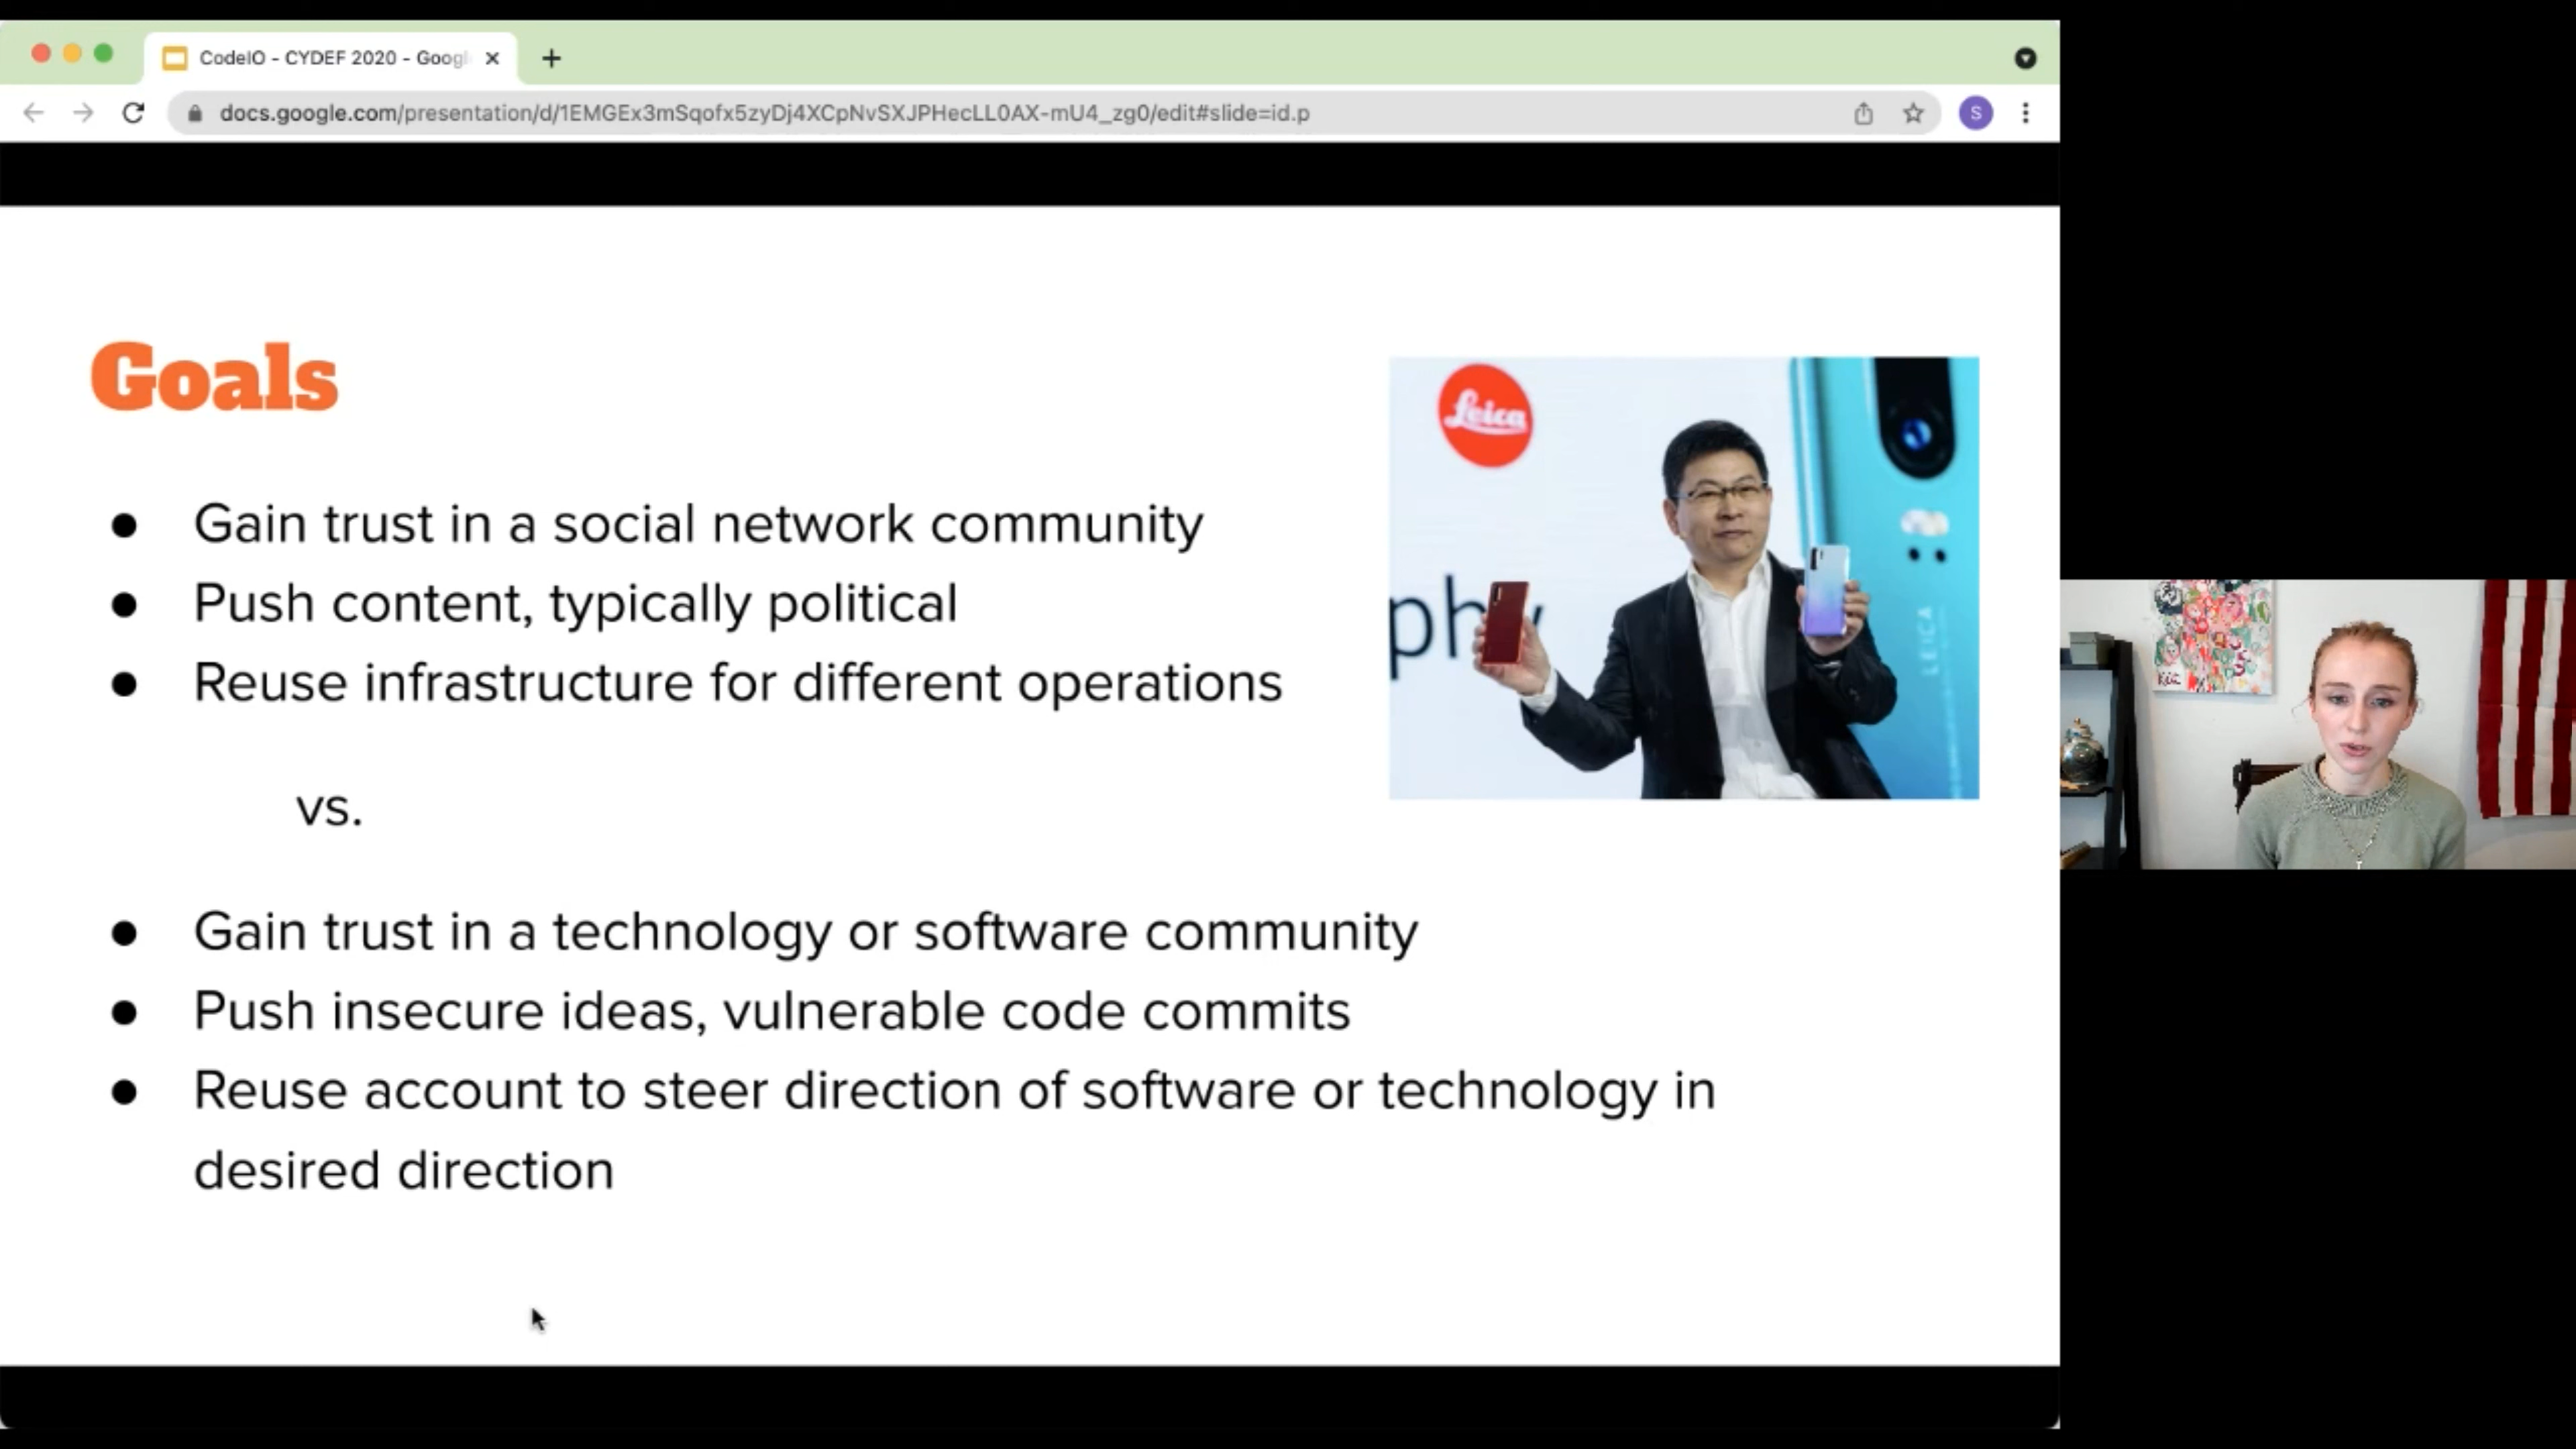 CodeIO - CYDEF 2020 - Googl
docs.google.com/presentation/d/1EMGEx3mSqofx5zyDj4XCpNvSXJPHecLL0AX-mU4_zg0/edit#slide=id.p
S
Goals
Leica
phy
LEICA
Gain trust in a social network community
Push content, typically political
Reuse infrastructure for different operations
vs.
Gain trust in a technology or software community
Push insecure ideas, vulnerable code commits
Reuse account to steer direction of software or technology in
desired direction